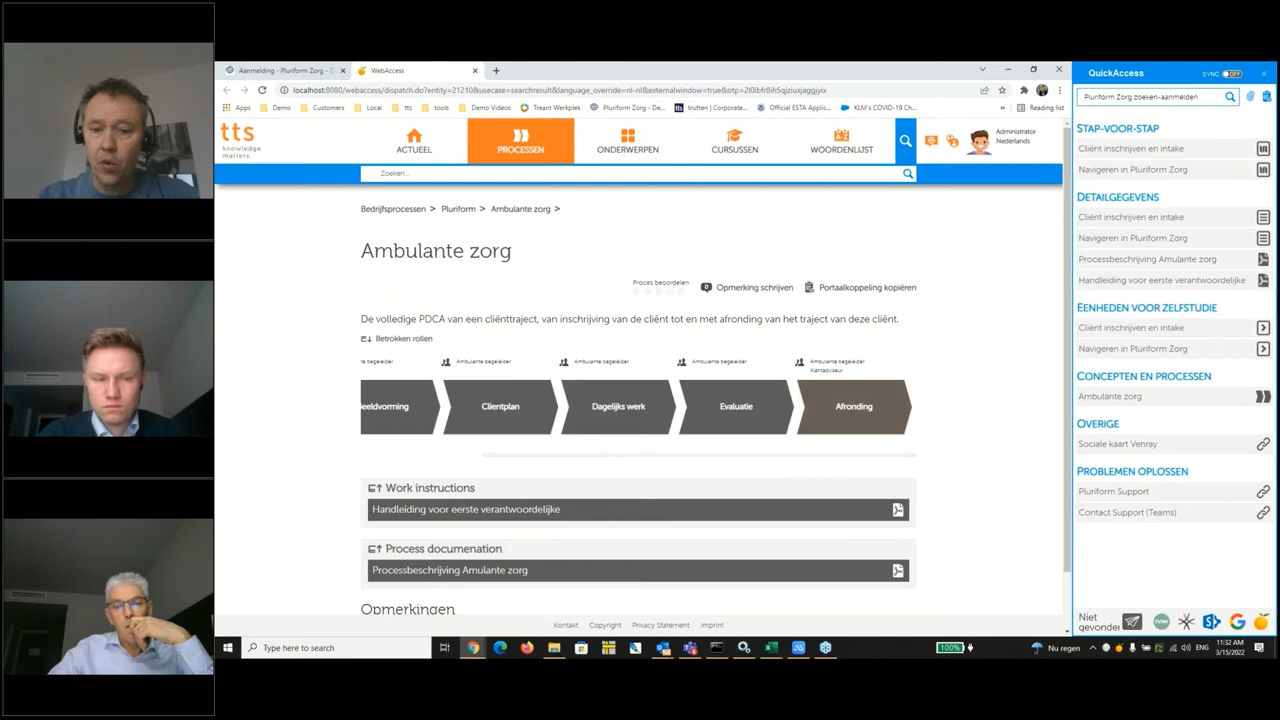 Aanmelding - Pluriform Zorg - D
WebAccess
localhost:8080/webaccess/dispatch.do?entity=21210&usecase=searchresult&language_override=nl-nl&externalwindow=true&otp=
Apps
Demo
Customers
tts
tools
Demo Videos
Treant Werkplek
Pluriform Zorg - De...
trutten | Corporate...
Official ESTA Applic...
KLM's COVID-19 Ch...
»
Reading list
tts
knowledge
matters.
ACTUEEL
PROCESSEN
ONDERWERPEN
CURSUSSEN
WOORDENLIJST
Administrator
Nederlands
Zoeken...
Bedrijfsprocessen > Pluriform > Ambulante zorg >
Ambulante zorg
Proces beoordelen
0 Opmerking schrijven
Portaalkoppeling kopiëren
De volledige PDCA van een cliënttraject, van inschrijving van de cliënt tot en met afronding van het traject van deze cliënt.
Betrokken rollen
te begeleider
Ambulante begeleider
Ambulante begeleider
Ambulante begeleider
Ambulante begeleider
Klantadviseur
eeldvorming
Clientplan
Dagelijks werk
Evaluatie
Afronding
Work instructions
Handleiding voor eerste verantwoordelijke
Process documenation
Processbeschrijving Amulante zorg
Opmerkingen
Kontakt
Copyright
Privacy Statement
Imprint
QuickAccess
SYNC OFF
Pluriform Zorg zoeken-aanmelden
STAP-VOOR-STAP
Cliënt inschrijven en intake
Navigeren in Pluriform Zorg
DETAILGEGEVENS
Cliënt inschrijven en intake
Navigeren in Pluriform Zorg
Processbeschrijving Amulante zorg
Handleiding voor eerste verantwoordelijke
EENHEDEN VOOR ZELFSTUDIE
Cliënt inschrijven en intake
Navigeren in Pluriform Zorg
CONCEPTEN EN PROCESSEN
Ambulante zorg
OVERIGE
Sociale kaart Venray
PROBLEMEN OPLOSSEN
Pluriform Support
Contact Support (Teams)
Niet
gevonden
new
Type here to search
100%
Nu regen
ENG
11:32 AM
3/15/2022